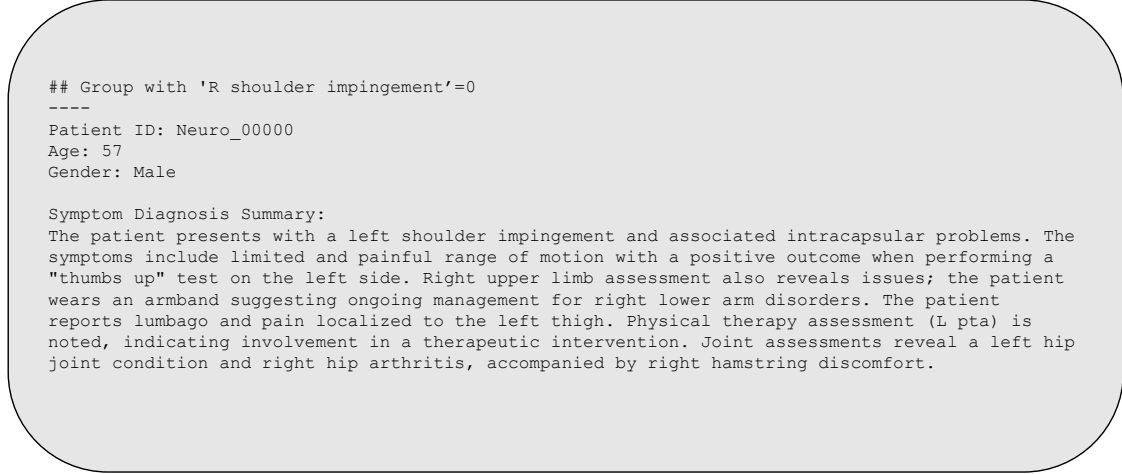 ## Group with 'R shoulder impingement’=0
----
Patient ID: Neuro_00000
Age: 57
Gender: Male
Symptom Diagnosis Summary:
The patient presents with a left shoulder impingement and associated intracapsular problems. The
symptoms include limited and painful range of motion with a positive outcome when performing a
"thumbs up" test on the left side. Right upper limb assessment also reveals issues; the patient
wears an armband suggesting ongoing management for right lower arm disorders. The patient
reports lumbago and pain localized to the left thigh. Physical therapy assessment (L pta) is
noted, indicating involvement in a therapeutic intervention. Joint assessments reveal a left hip
joint condition and right hip arthritis, accompanied by right hamstring discomfort.